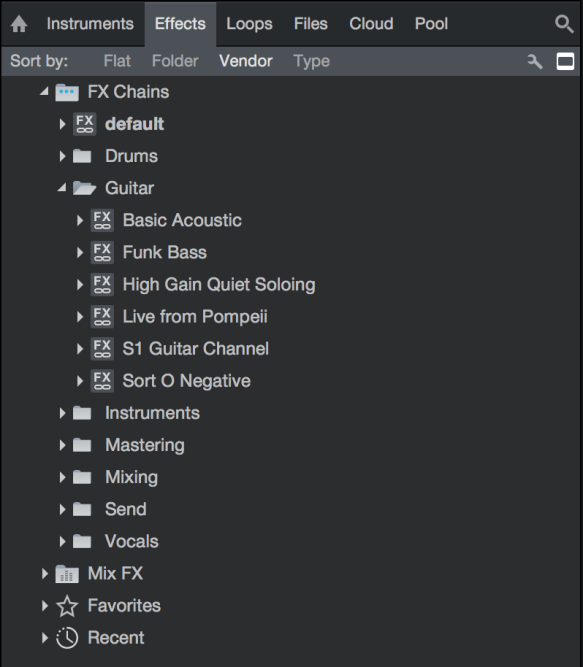 Instruments Effects Loops Files Cloud Pool
Sort by: Flat Folder Vendor Type
FX Chains
FX default
Drums
Guitar
FX Basic Acoustic
FX Funk Bass
FX High Gain Quiet Soloing
FX Live from Pompeii
FX S1 Guitar Channel
FX Sort O Negative
Instruments
Mastering
Mixing
Send
Vocals
Mix FX
Favorites
Recent